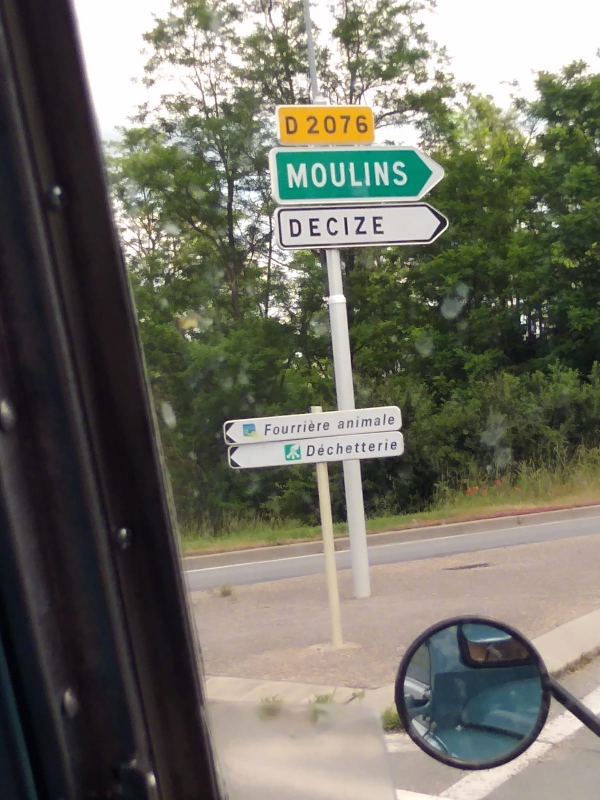 D 2076
MOULINS
DECIZE
Fourrière animale
Déchetterie